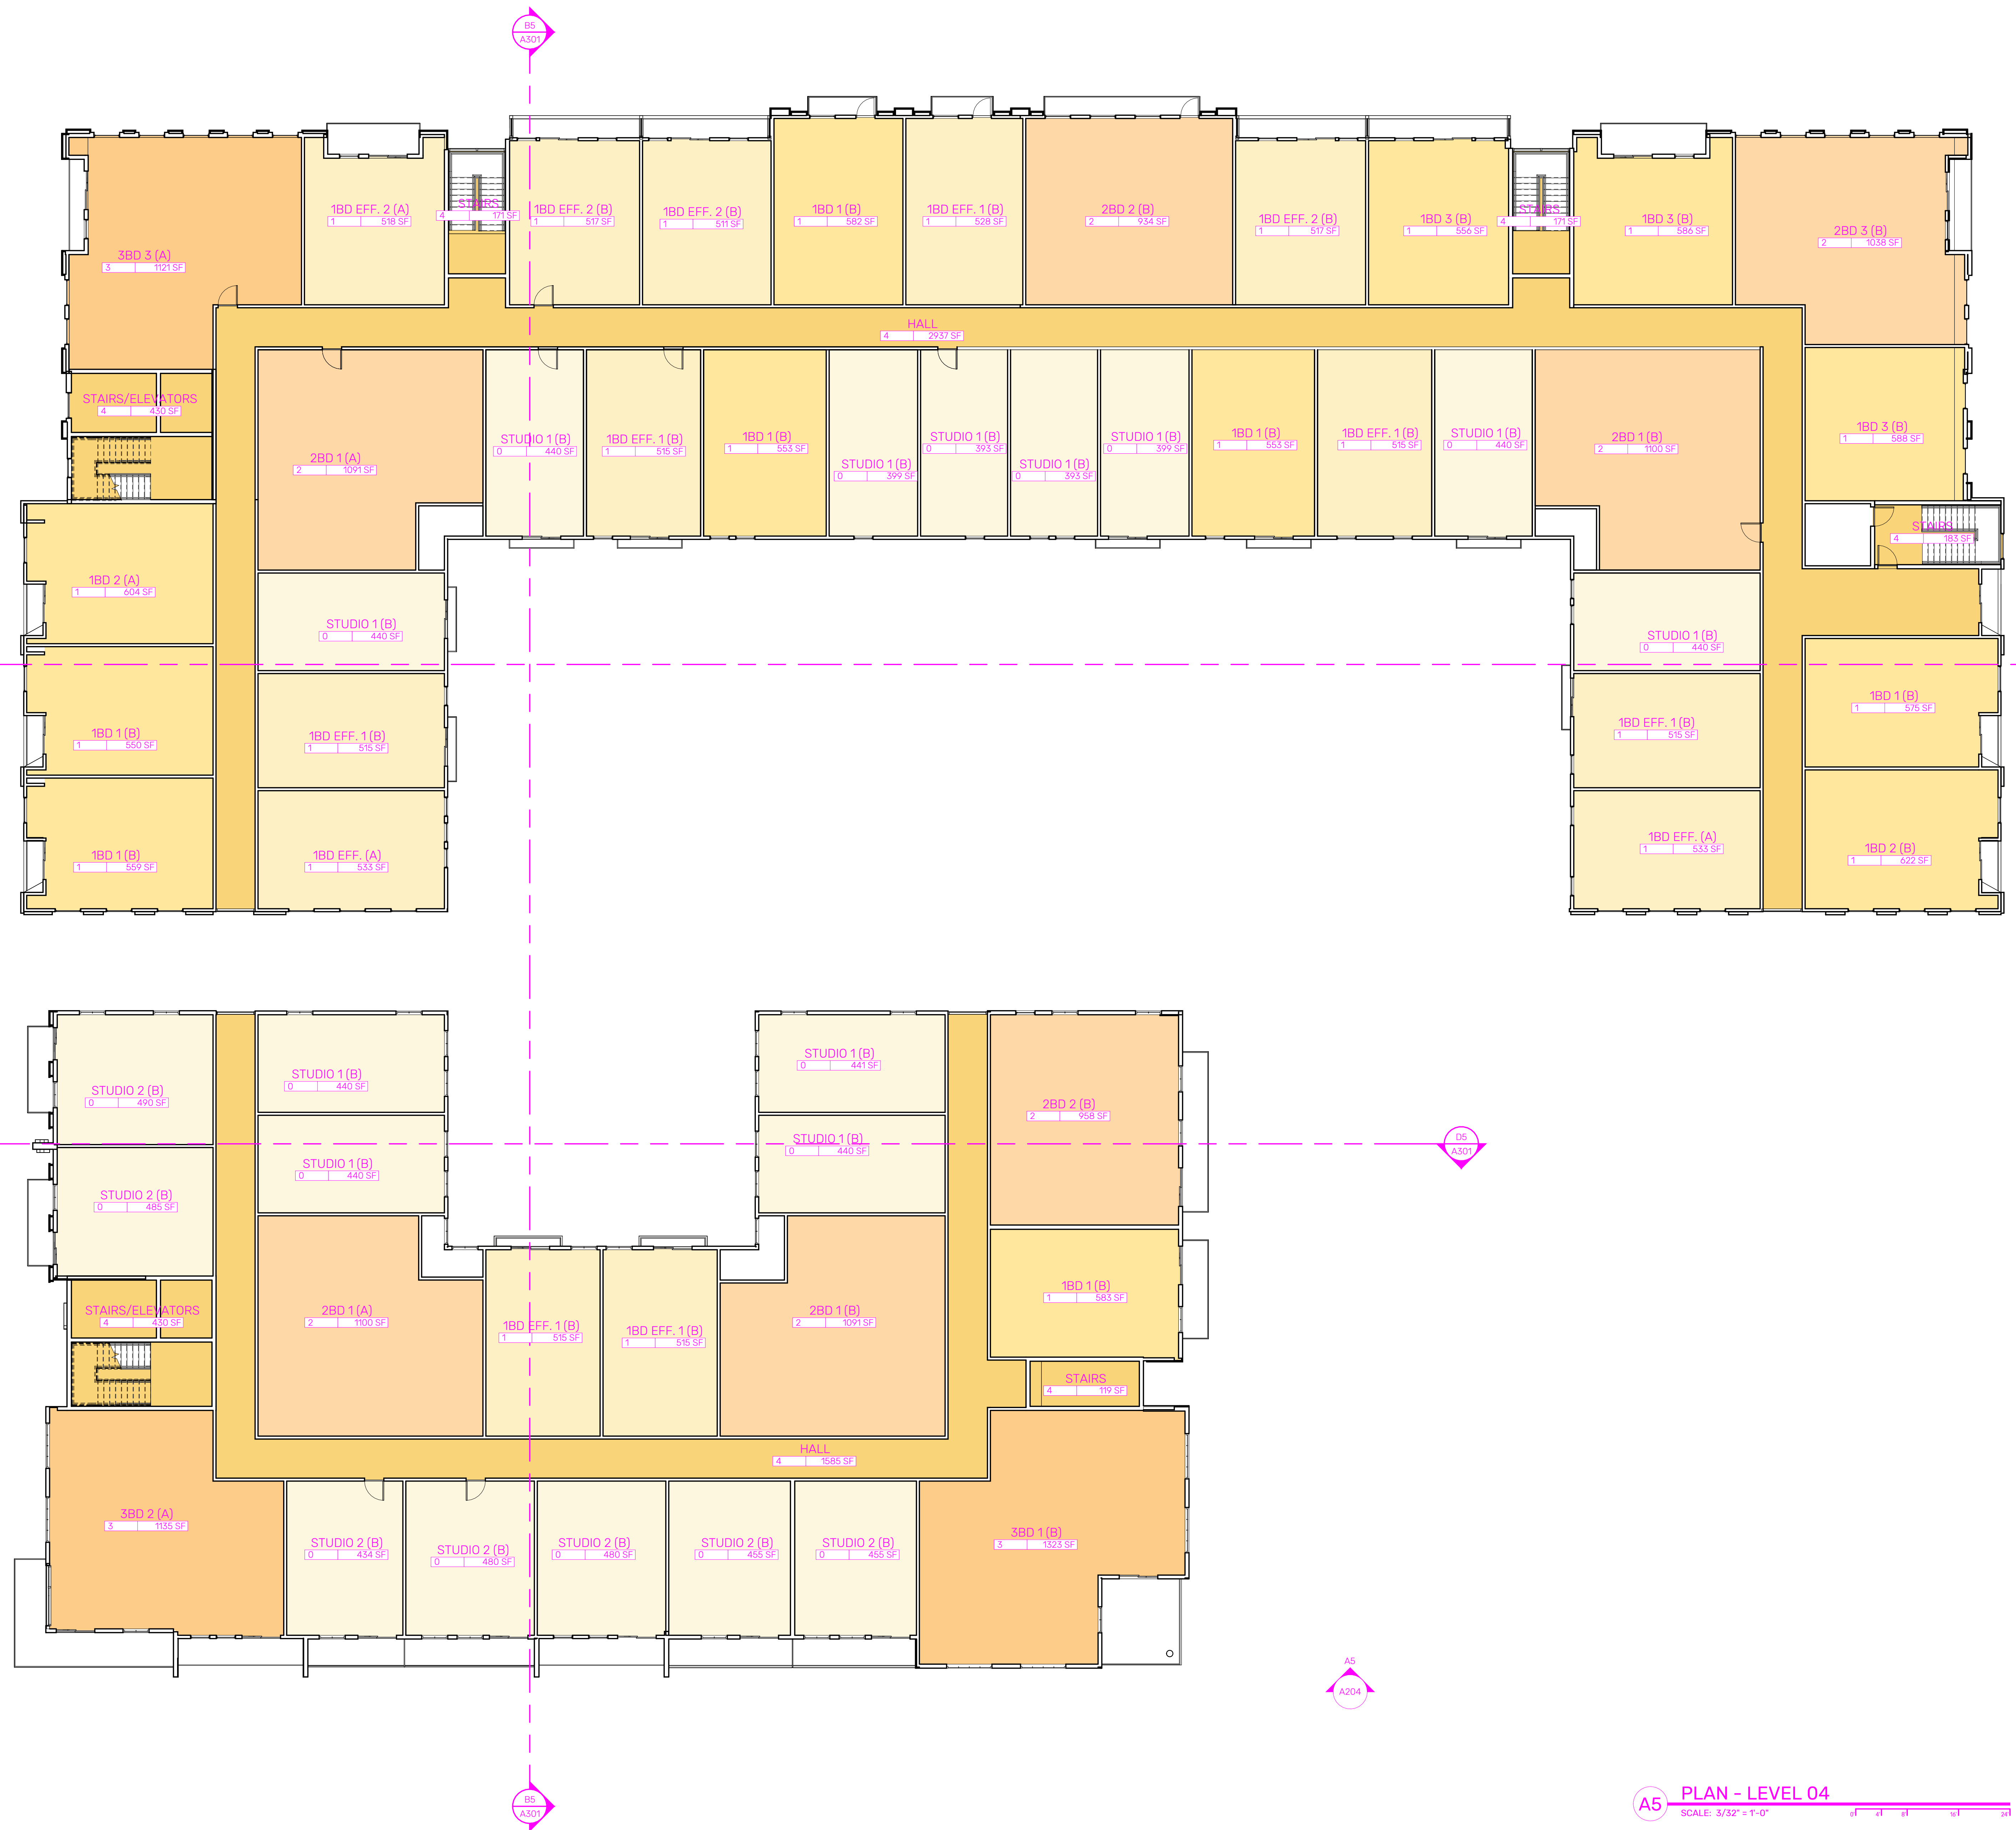 B5
A301
1BD EFF. 2 (A)
1 518 SF
STAIRS
4 171 SF
1BD EFF. 2 (B)
1 517 SF
1BD EFF. 2 (B)
1 511 SF
1BD 1 (B)
1 582 SF
1BD EFF. 1 (B)
1 528 SF
2BD 2 (B)
2 934 SF
1BD EFF. 2 (B)
1 517 SF
1BD 3 (B)
1 556 SF
STAIRS
4 171 SF
1BD 3 (B)
1 586 SF
2BD 3 (B)
2 1038 SF
3BD 3 (A)
3 1121 SF
HALL
4 2937 SF
STAIRS/ELEVATORS
4 430 SF
2BD 1 (A)
2 1091 SF
STUDIO 1 (B)
0 440 SF
1BD EFF. 1 (B)
1 515 SF
1BD 1 (B)
1 553 SF
STUDIO 1 (B)
0 399 SF
STUDIO 1 (B)
0 393 SF
STUDIO 1 (B)
0 393 SF
STUDIO 1 (B)
0 399 SF
1BD 1 (B)
1 553 SF
1BD EFF. 1 (B)
1 515 SF
STUDIO 1 (B)
0 440 SF
2BD 1 (B)
2 1100 SF
1BD 3 (B)
1 588 SF
STAIRS
4 183 SF
1BD 2 (A)
1 604 SF
STUDIO 1 (B)
0 440 SF
STUDIO 1 (B)
0 440 SF
1BD 1 (B)
1 575 SF
1BD 1 (B)
1 550 SF
1BD EFF. 1 (B)
1 515 SF
1BD EFF. 1 (B)
1 515 SF
1BD 1 (B)
1 559 SF
1BD EFF. (A)
1 533 SF
1BD EFF. (A)
1 533 SF
1BD 2 (B)
1 622 SF
STUDIO 2 (B)
0 490 SF
STUDIO 1 (B)
0 440 SF
STUDIO 1 (B)
0 441 SF
2BD 2 (B)
2 958 SF
D5
A301
STUDIO 2 (B)
0 485 SF
STUDIO 1 (B)
0 440 SF
STUDIO 1 (B)
0 440 SF
STAIRS/ELEVATORS
4 430 SF
2BD 1 (A)
2 1100 SF
1BD EFF. 1 (B)
1 515 SF
1BD EFF. 1 (B)
1 515 SF
2BD 1 (B)
2 1091 SF
1BD 1 (B)
1 583 SF
STAIRS
4 119 SF
HALL
4 1585 SF
3BD 2 (A)
3 1135 SF
STUDIO 2 (B)
0 434 SF
STUDIO 2 (B)
0 480 SF
STUDIO 2 (B)
0 480 SF
STUDIO 2 (B)
0 455 SF
STUDIO 2 (B)
0 455 SF
3BD 1 (B)
3 1323 SF
A5
A204
B5
A301
A5
PLAN - LEVEL 04
SCALE: 3/32" = 1'-0"
0' 4' 8' 16' 24'